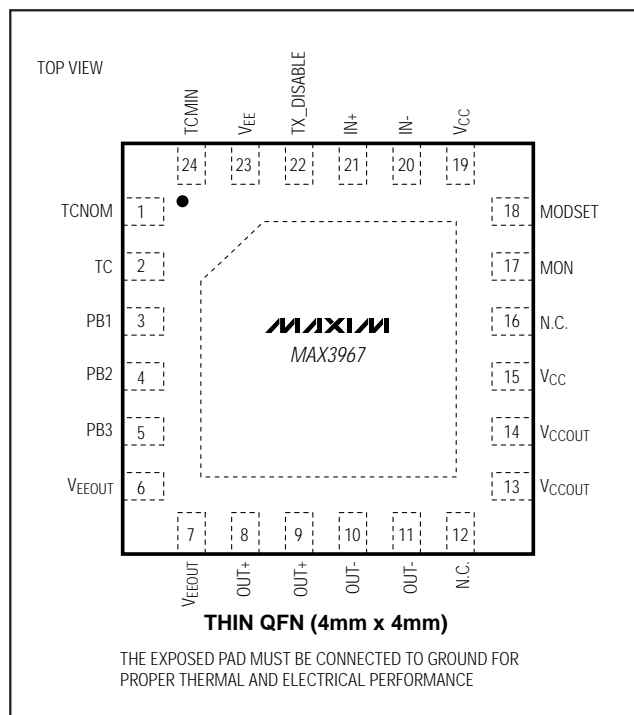 TOP VIEW
TCMIN
VEE
TX_DISABLE
IN+
IN-
VCC
24
23
22
21
20
19
TCNOM 1
18 MODSET
TC 2
17 MON
PB1 3
16 N.C.
MAXIM
MAX3967
PB2 4
15 VCC
PB3 5
14 VCCOUT
VEEOUT 6
13 VCCOUT
7
8
9
10
11
12
VEEOUT
OUT+
OUT+
OUT-
OUT-
N.C.
THIN QFN (4mm x 4mm)
THE EXPOSED PAD MUST BE CONNECTED TO GROUND FOR
PROPER THERMAL AND ELECTRICAL PERFORMANCE